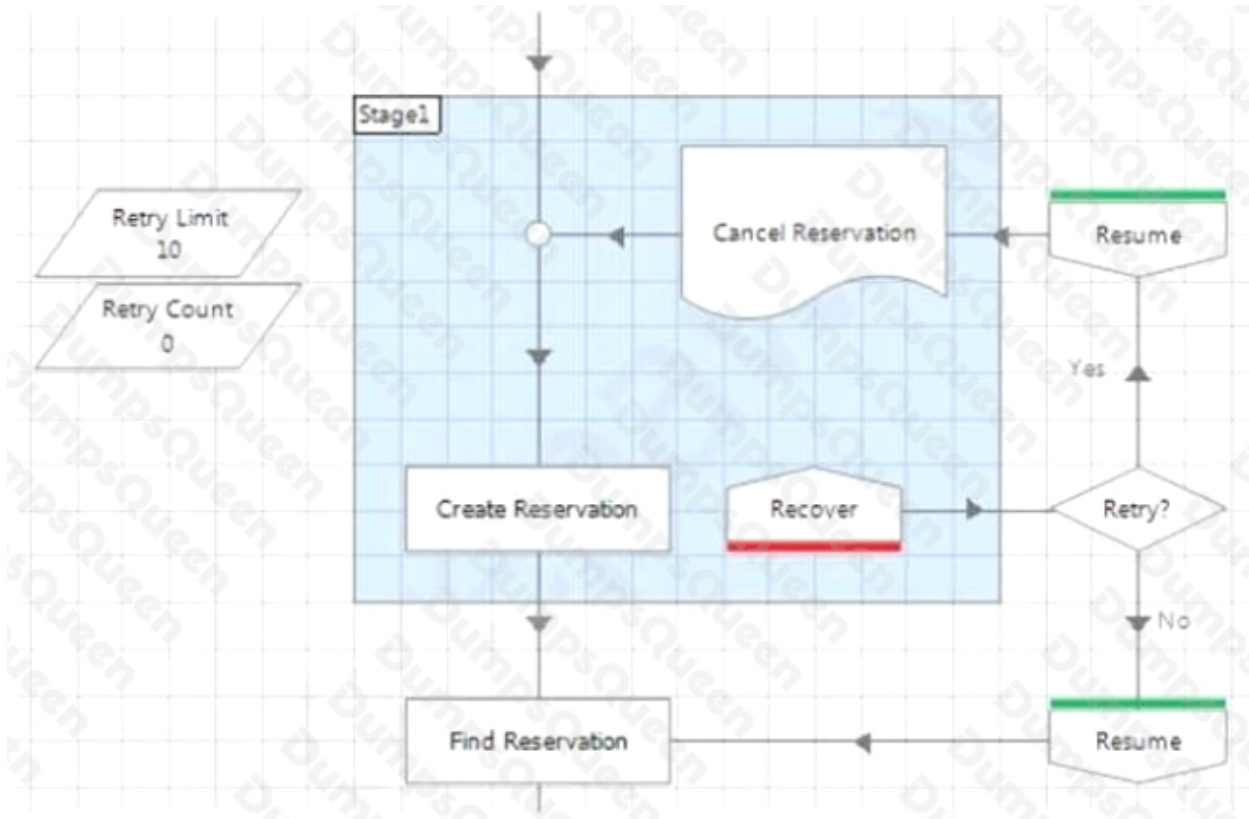 Stage1
Retry Limit
10
Retry Count
0
Cancel Reservation
Resume
Yes
Create Reservation
Recover
Retry?
No
Find Reservation
Resume
DumpsQueen